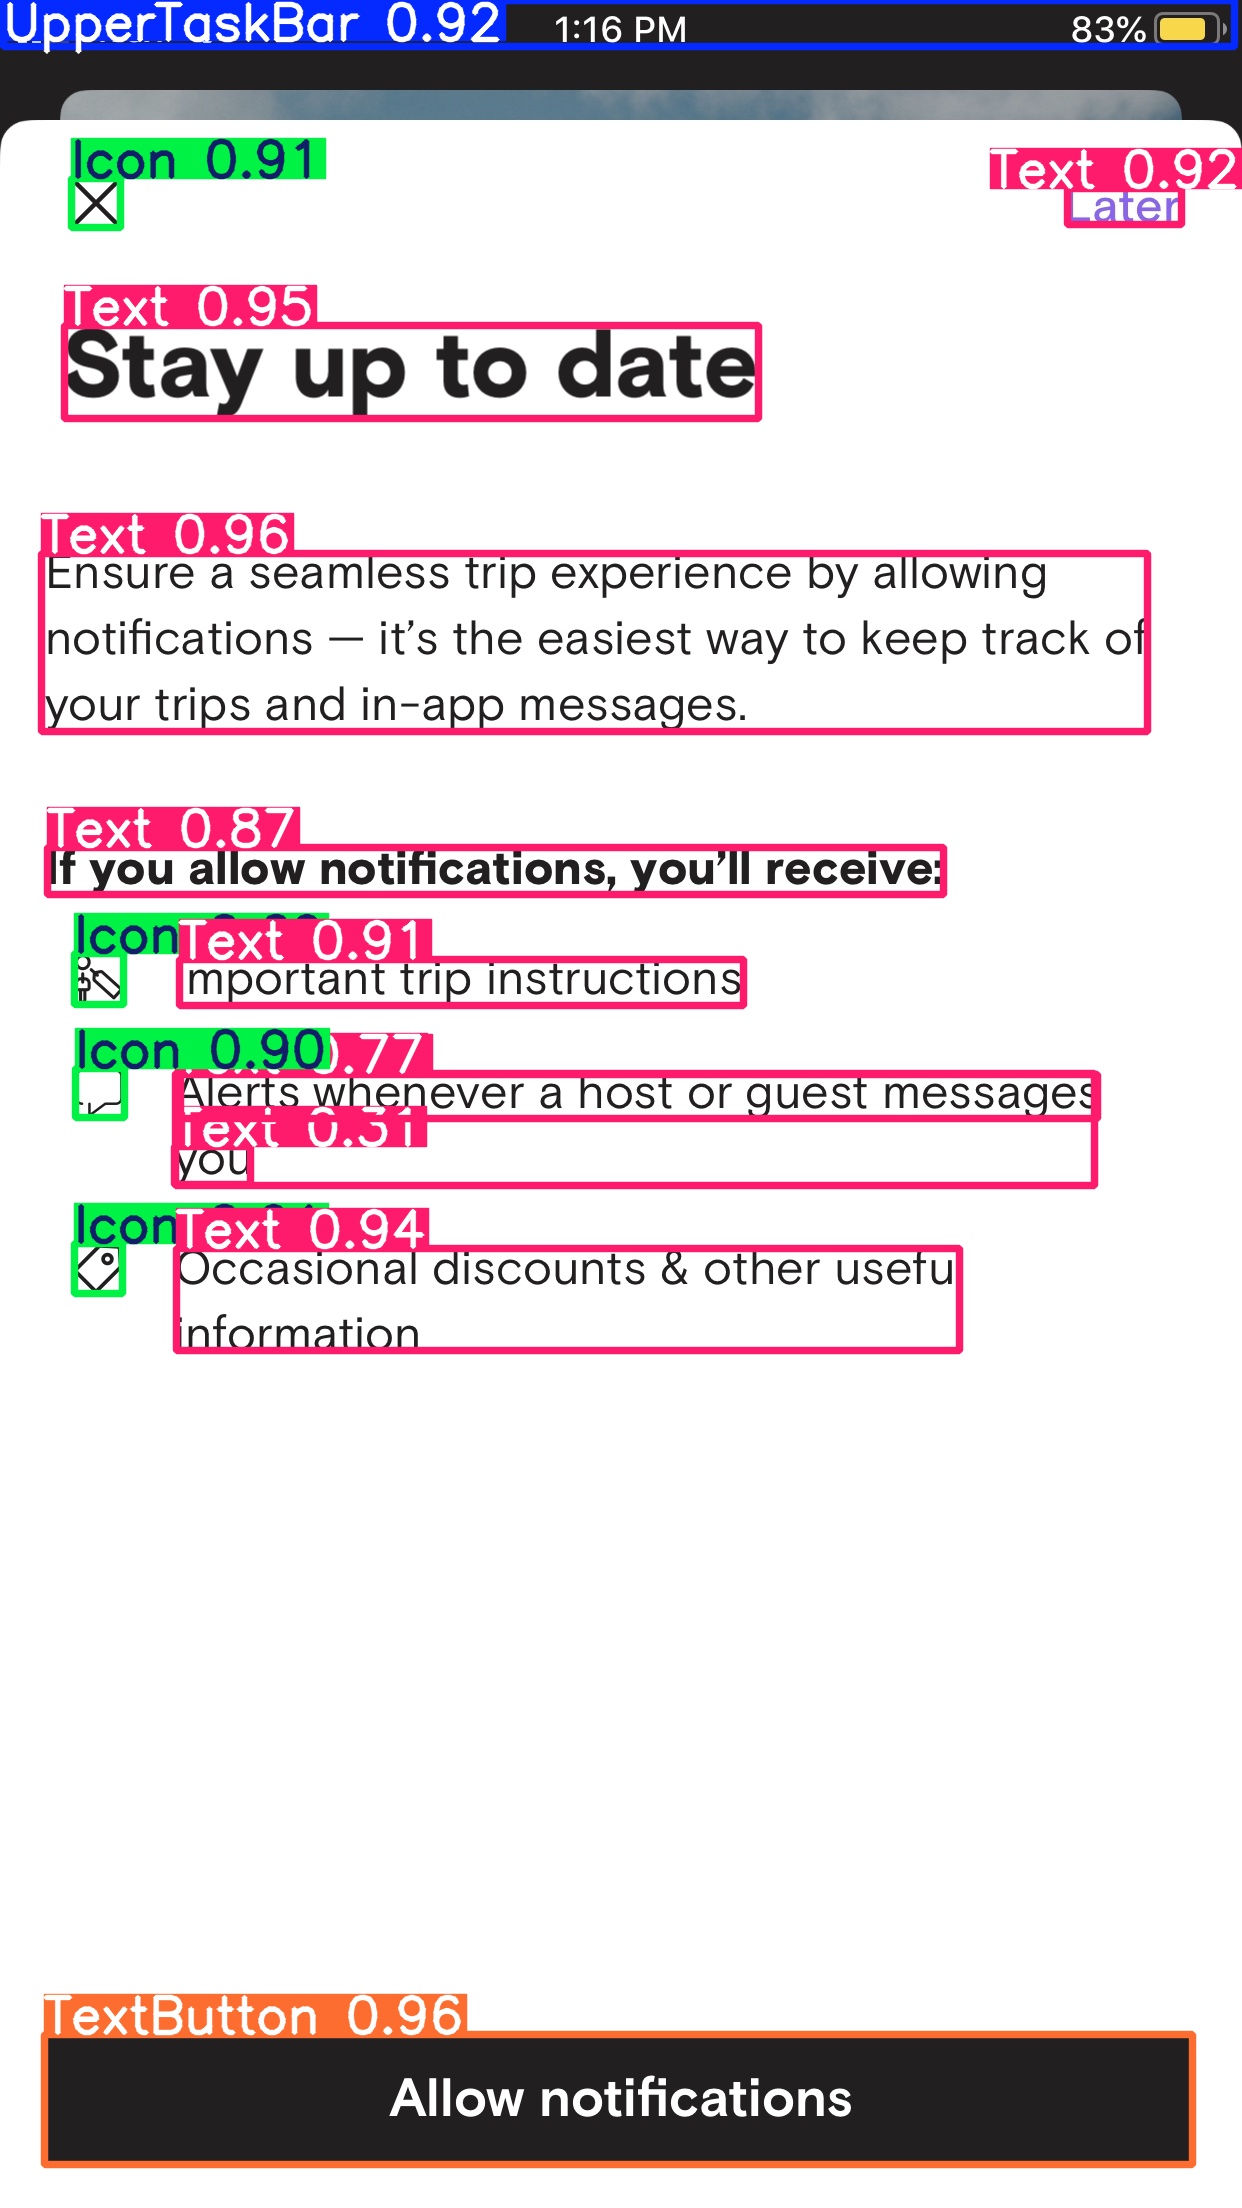 UpperTaskBar 0.92 1:16 PM 83%
Icon 0.91
Text 0.92
Later
Text 0.95
Stay up to date
Text 0.96
Ensure a seamless trip experience by allowing
notifications — it’s the easiest way to keep track of
your trips and in-app messages.
Text 0.87
If you allow notifications, you’ll receive:
Icon Text 0.91
mportant trip instructions
Icon 0.90 0.77
Alerts whenever a host or guest messages
Text 0.31
you
Icon Text 0.94
Occasional discounts & other usefu
information
TextButton 0.96
Allow notifications